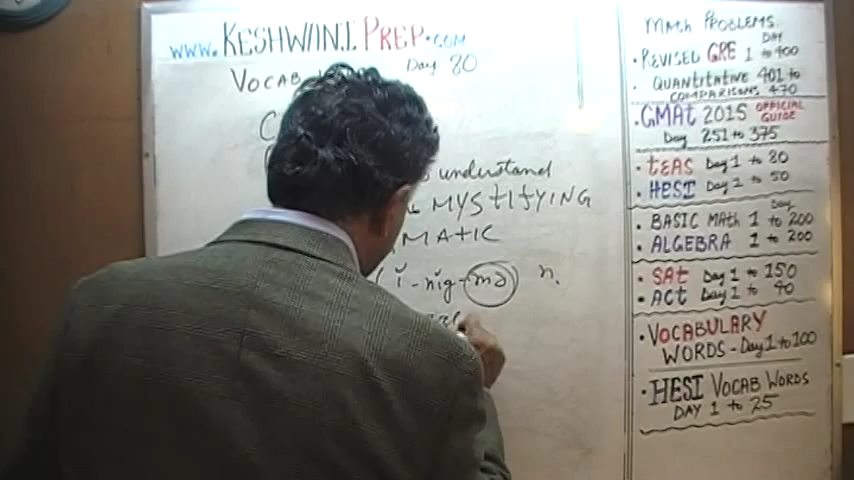 www.KESHWANI PREP.COM
VOCAB Day 80
understand
MYSTIFYING
MATIC
ĭ-nĭg-mə n.
MATH PROBLEMS
DAY
• REVISED GRE 1 to 400
• QUANTITATIVE 401 to
COMPARISONS 470
• GMAT 2015 OFFICIAL GUIDE
Day 251 to 375
• TEAS Day 1 to 20
• HESI Day 1 to 50
Day
• BASIC MATH 1 to 200
• ALGEBRA 1 to 200
• SAT Day 1 to 150
• ACT Day 1 to 40
• VOCABULARY
WORDS - Day 1 to 100
• HESI VOCAB WORDS
DAY 1 to 25